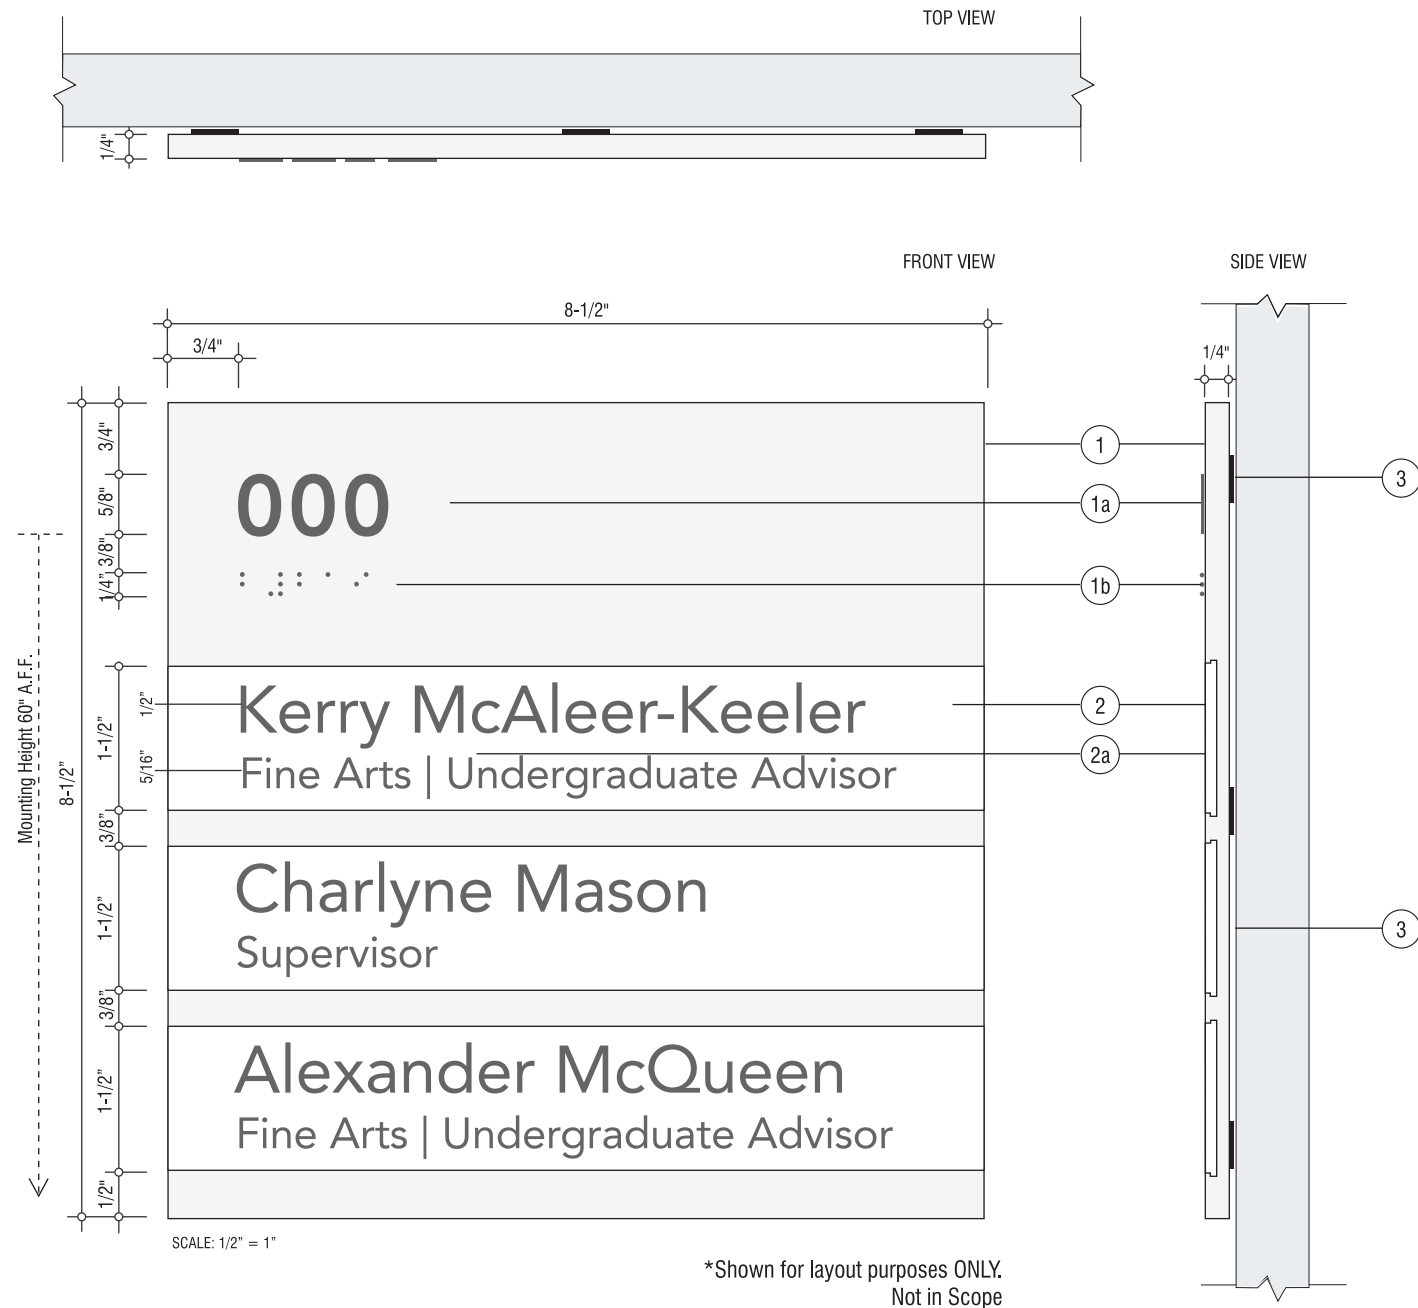 TOP VIEW
1/4"
FRONT VIEW
SIDE VIEW
8-1/2"
3/4"
1/4"
3/4"
5/8"
3/8"
1/4"
000
1
1a
1b
3
Mounting Height 60" A.F.F.
8-1/2"
1-1/2"
1/2"
5/16"
Kerry McAleer-Keeler
Fine Arts | Undergraduate Advisor
2
2a
3/8"
1-1/2"
Charlyne Mason
Supervisor
3
3/8"
1-1/2"
Alexander McQueen
Fine Arts | Undergraduate Advisor
1/2"
SCALE: 1/2" = 1"
*Shown for layout purposes ONLY.
Not in Scope